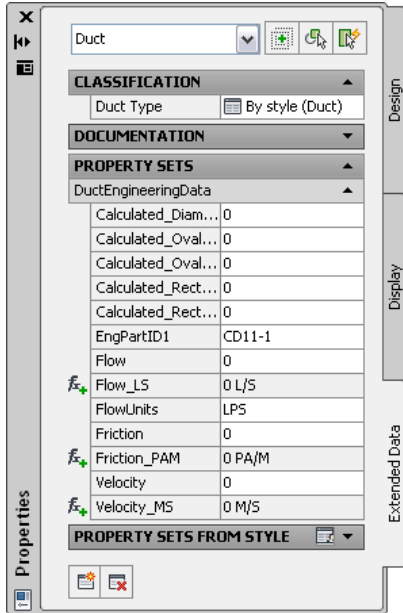 Duct
CLASSIFICATION
Duct Type By style (Duct)
DOCUMENTATION
PROPERTY SETS
DuctEngineeringData
Calculated_Diam... 0
Calculated_Oval... 0
Calculated_Oval... 0
Calculated_Rect... 0
Calculated_Rect... 0
EngPartID1 CD11-1
Flow 0
Flow_LS 0 L/S
FlowUnits LPS
Friction 0
Friction_PAM 0 PA/M
Velocity 0
Velocity_MS 0 M/S
PROPERTY SETS FROM STYLE
Design
Display
Extended Data
Properties